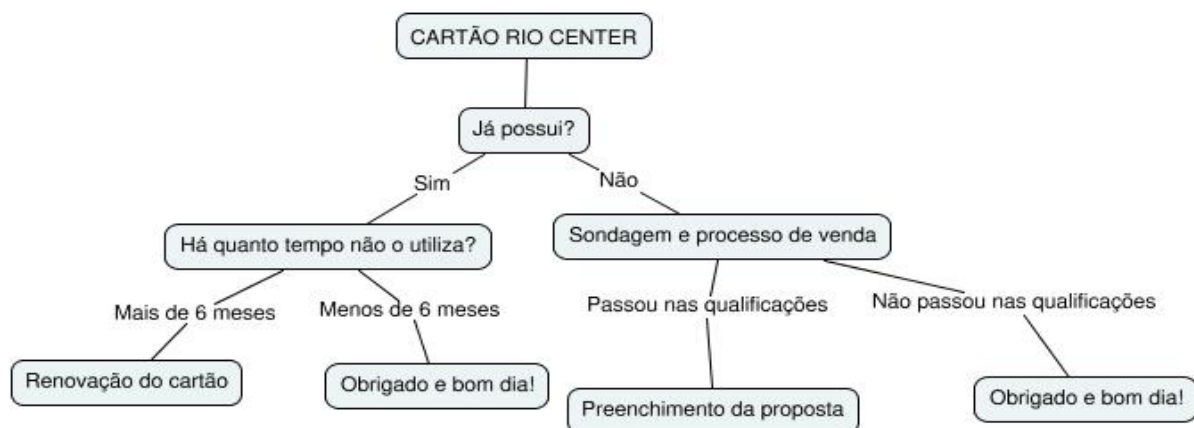 CARTÃO RIO CENTER
Já possui?
Sim
Não
Há quanto tempo não o utiliza?
Sondagem e processo de venda
Mais de 6 meses
Menos de 6 meses
Passou nas qualificações
Não passou nas qualificações
Renovação do cartão
Obrigado e bom dia!
Preenchimento da proposta
Obrigado e bom dia!